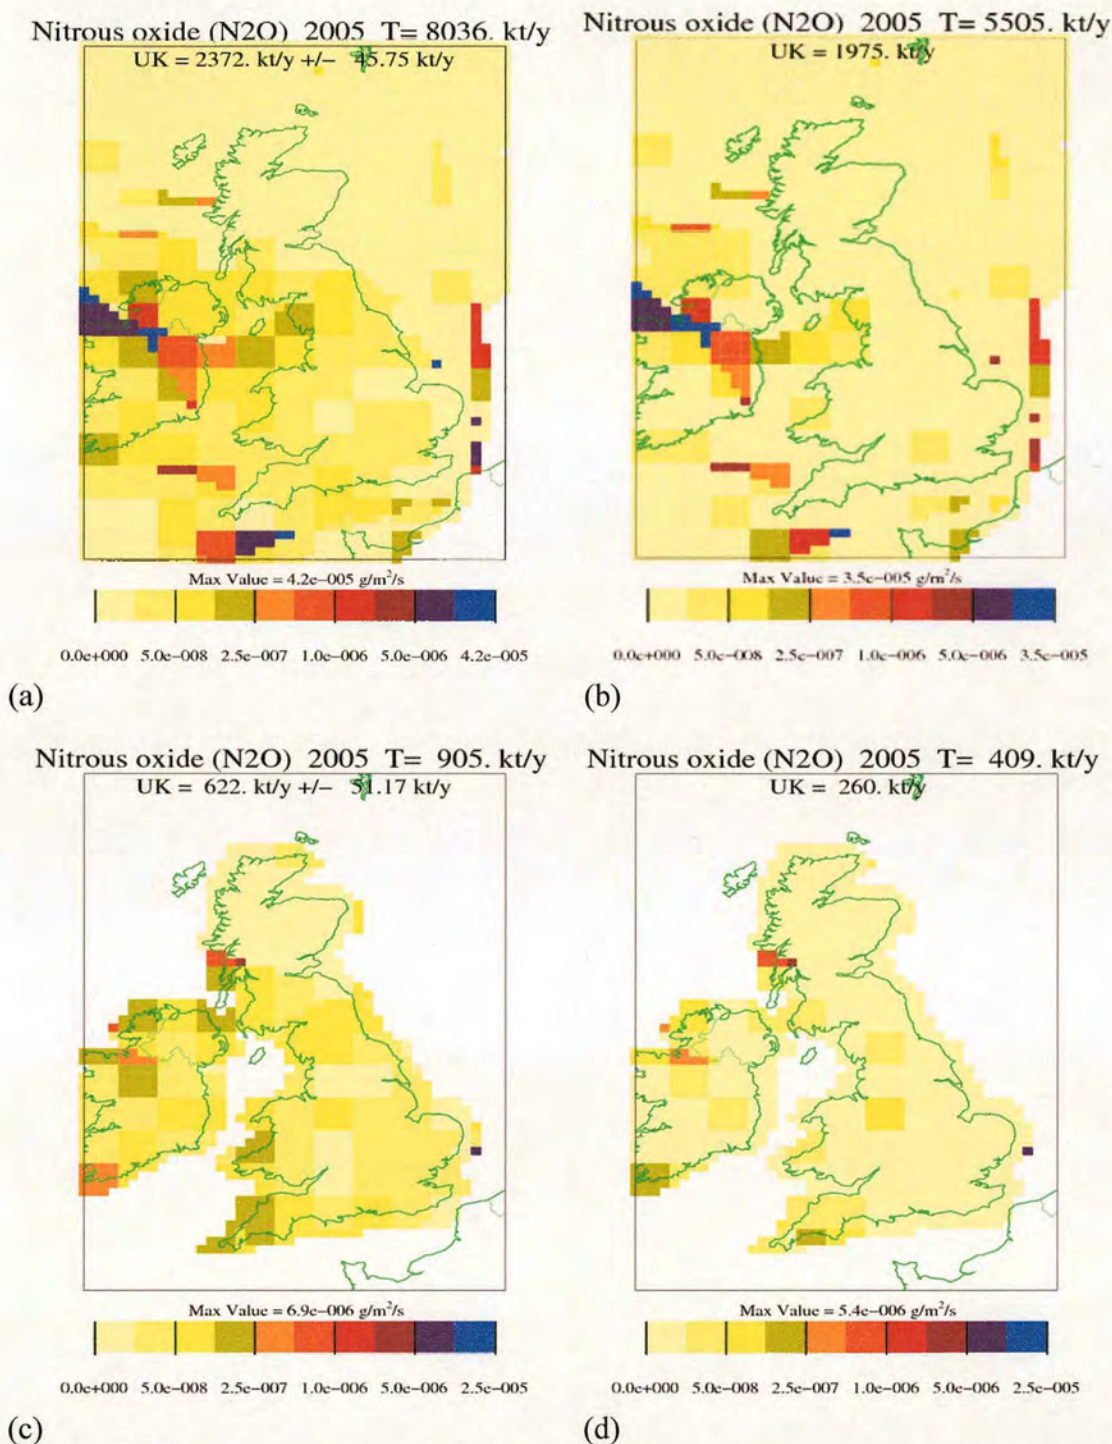 Nitrous oxide (N2O) 2005 T= 8036. kt/y
UK = 2372. kt/y +/− 45.75 kt/y
Max Value = 4.2e−005 g/m²/s
0.0e+000 5.0e−008 2.5e−007 1.0e−006 5.0e−006 4.2e−005
(a)
Nitrous oxide (N2O) 2005 T= 5505. kt/y
UK = 1975. kt/y
Max Value = 3.5e−005 g/m²/s
0.0e+000 5.0e−008 2.5e−007 1.0e−006 5.0e−006 3.5e−005
(b)
Nitrous oxide (N2O) 2005 T= 905. kt/y
UK = 622. kt/y +/− 51.17 kt/y
Max Value = 6.9e−006 g/m²/s
0.0e+000 5.0e−008 2.5e−007 1.0e−006 5.0e−006 2.5e−005
(c)
Nitrous oxide (N2O) 2005 T= 409. kt/y
UK = 260. kt/y
Max Value = 5.4e−006 g/m²/s
0.0e+000 5.0e−008 2.5e−007 1.0e−006 5.0e−006 2.5e−005
(d)